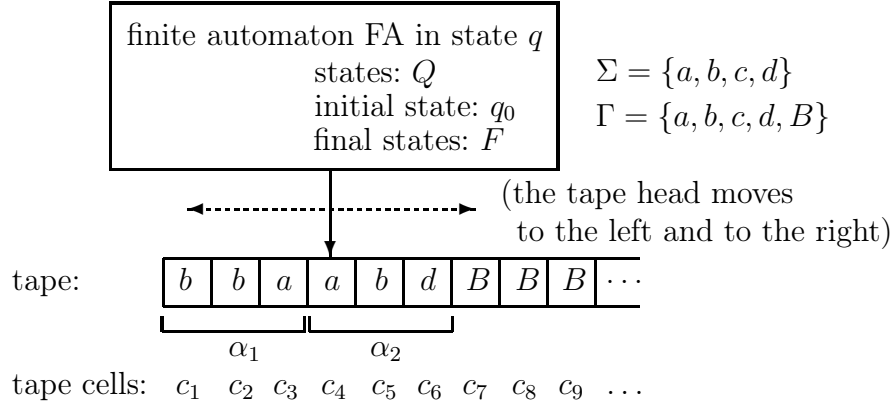 finite automaton FA in state q
states: Q
initial state: q₀
final states: F
Σ = {a, b, c, d}
Γ = {a, b, c, d, B}
(the tape head moves
to the left and to the right)
tape: b b a a b d B B B ⋯
α₁ α₂
tape cells: c₁ c₂ c₃ c₄ c₅ c₆ c₇ c₈ c₉ …